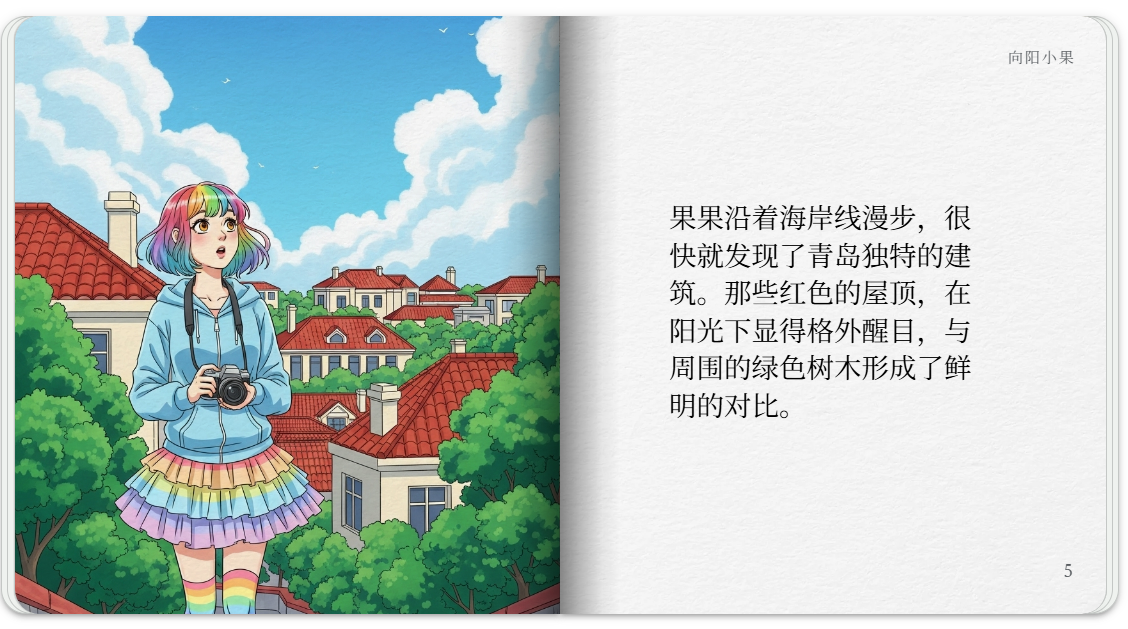 向阳小果
果果沿着海岸线漫步，很
快就发现了青岛独特的建
筑。那些红色的屋顶，在
阳光下显得格外醒目，与
周围的绿色树木形成了鲜
明的对比。
5